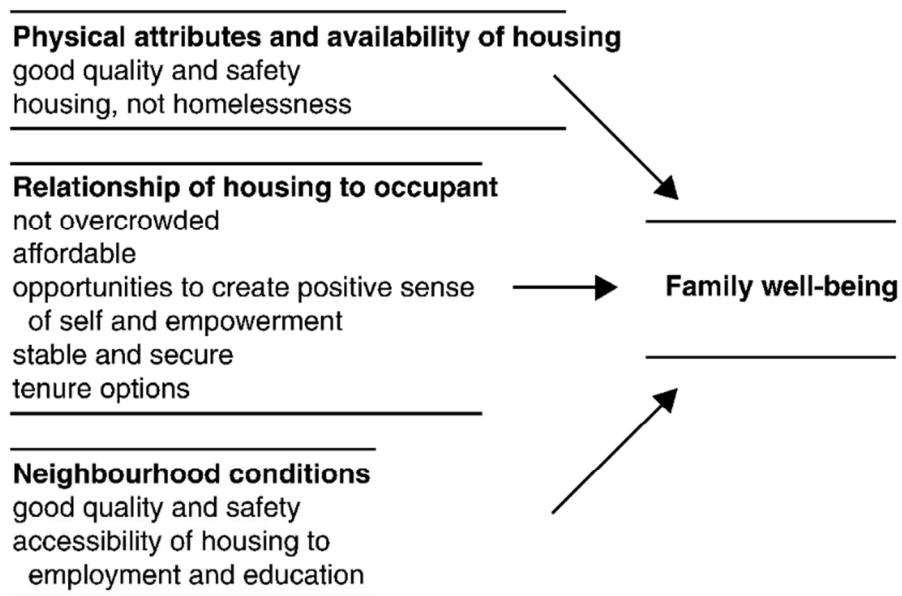 Physical attributes and availability of housing
good quality and safety
housing, not homelessness
Relationship of housing to occupant
not overcrowded
affordable
opportunities to create positive sense
of self and empowerment
stable and secure
tenure options
Family well-being
Neighbourhood conditions
good quality and safety
accessibility of housing to
employment and education